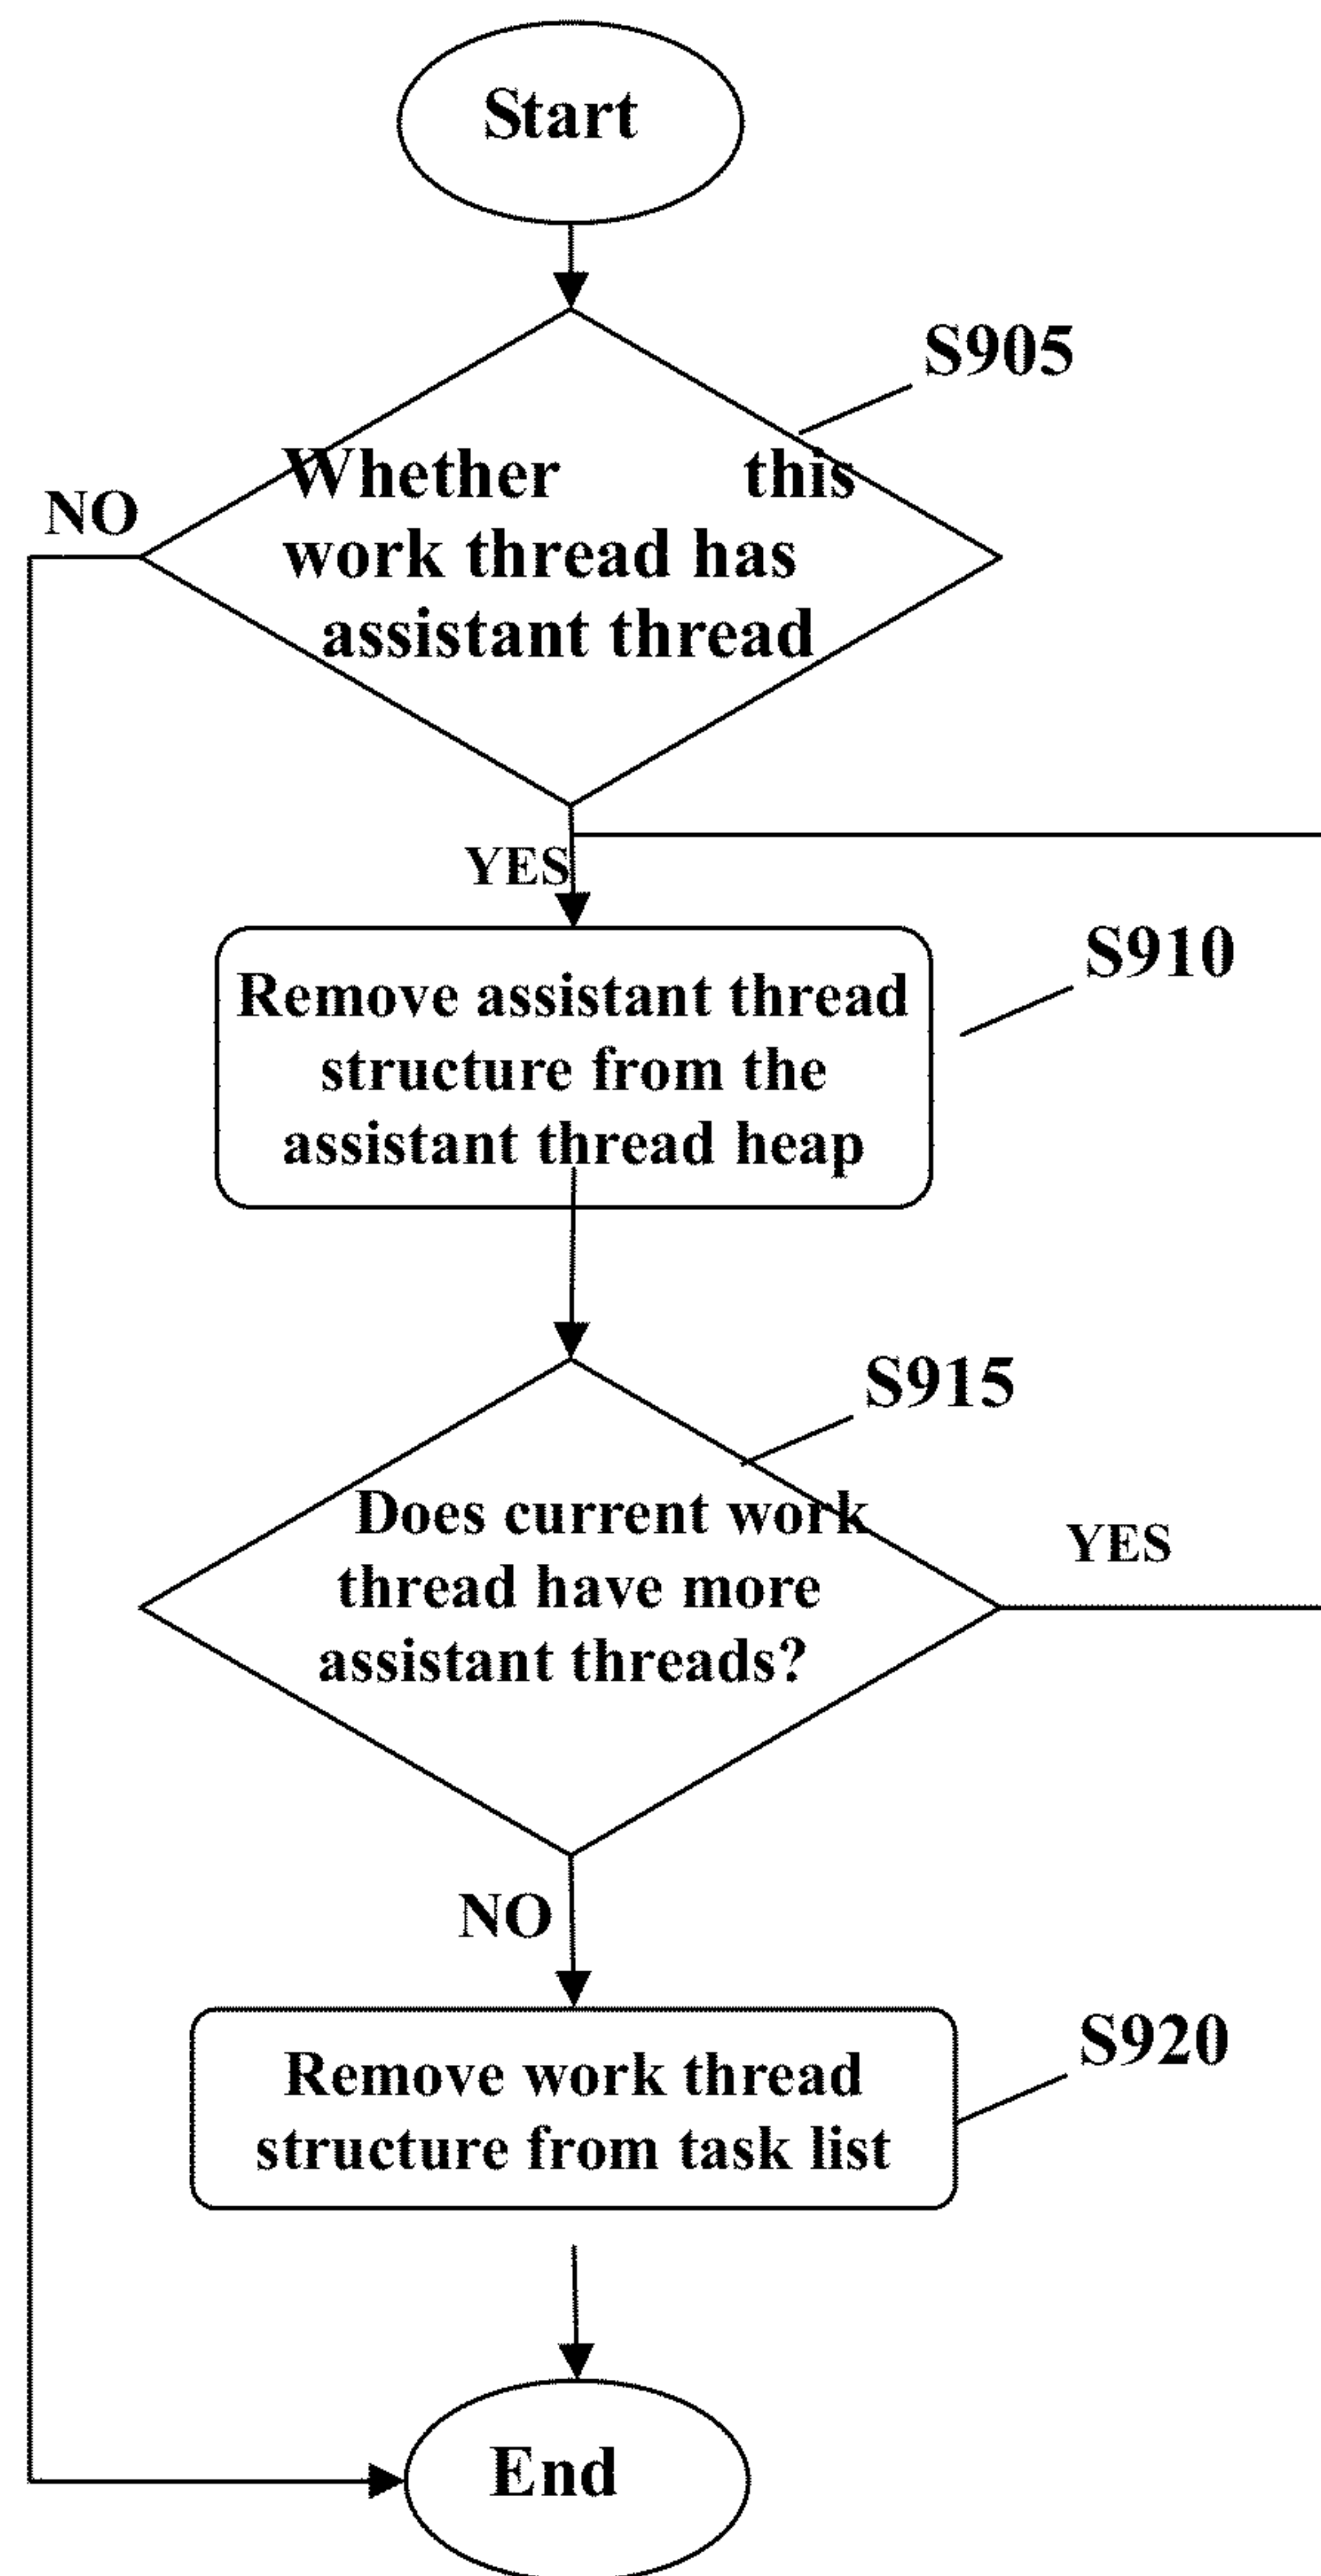 Start
S905
Whether this
work thread has
assistant thread
NO
YES
S910
Remove assistant thread
structure from the
assistant thread heap
S915
Does current work
thread have more
assistant threads?
YES
NO
S920
Remove work thread
structure from task list
End